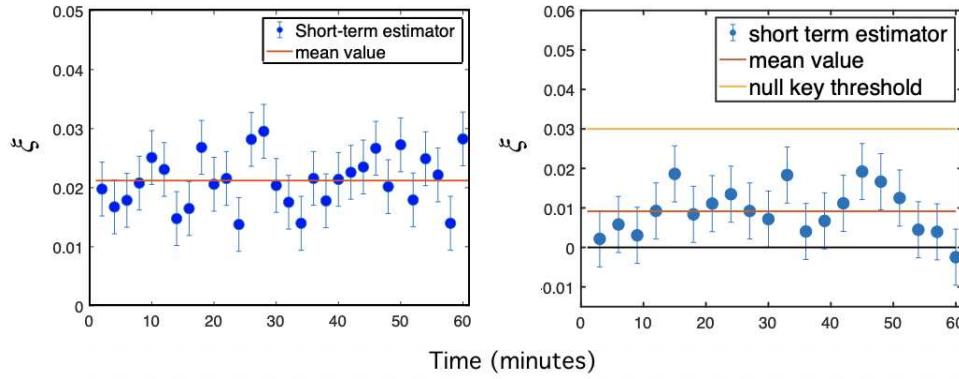 0.05
0.04
0.03
0.02
0.01
0
ξ
0 10 20 30 40 50 60
Short-term estimator
mean value
0.06
0.05
0.04
0.03
0.02
0.01
0
-0.01
ξ
0 10 20 30 40 50 60
short term estimator
mean value
null key threshold
Time (minutes)